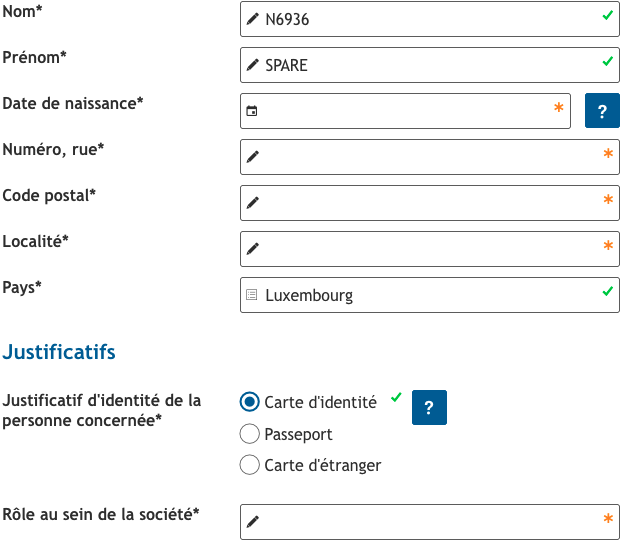 Nom*
N6936
Prénom*
SPARE
Date de naissance*
?
Numéro, rue*
Code postal*
Localité*
Pays*
Luxembourg
Justificatifs
Justificatif d'identité de la
personne concernée*
Carte d'identité
?
Passeport
Carte d'étranger
Rôle au sein de la société*